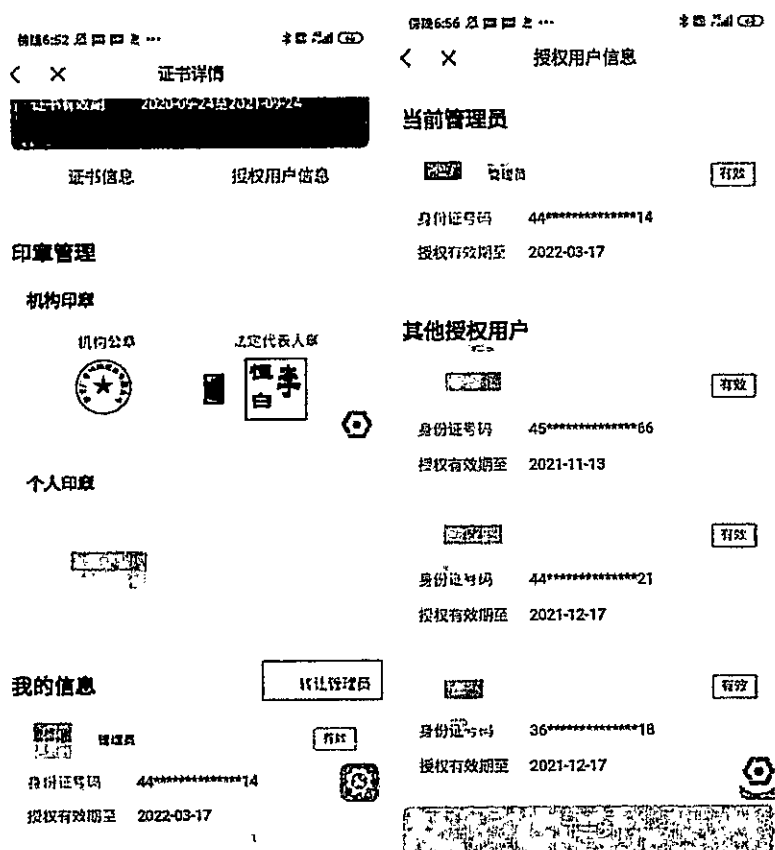 证书详情
证书有效期 2020-09-24至2021-09-24
证书信息 授权用户信息
印章管理
机构印章
机构公章 法定代表人章
恒李
白
个人印章
我的信息 转让管理员
管理员 有效
身份证号码 44**************14
授权有效期至 2022-03-17
授权用户信息
当前管理员
管理员 有效
身份证号码 44**************14
授权有效期至 2022-03-17
其他授权用户
有效
身份证号码 45**************66
授权有效期至 2021-11-13
有效
身份证号码 44**************21
授权有效期至 2021-12-17
有效
身份证号码 36**************18
授权有效期至 2021-12-17